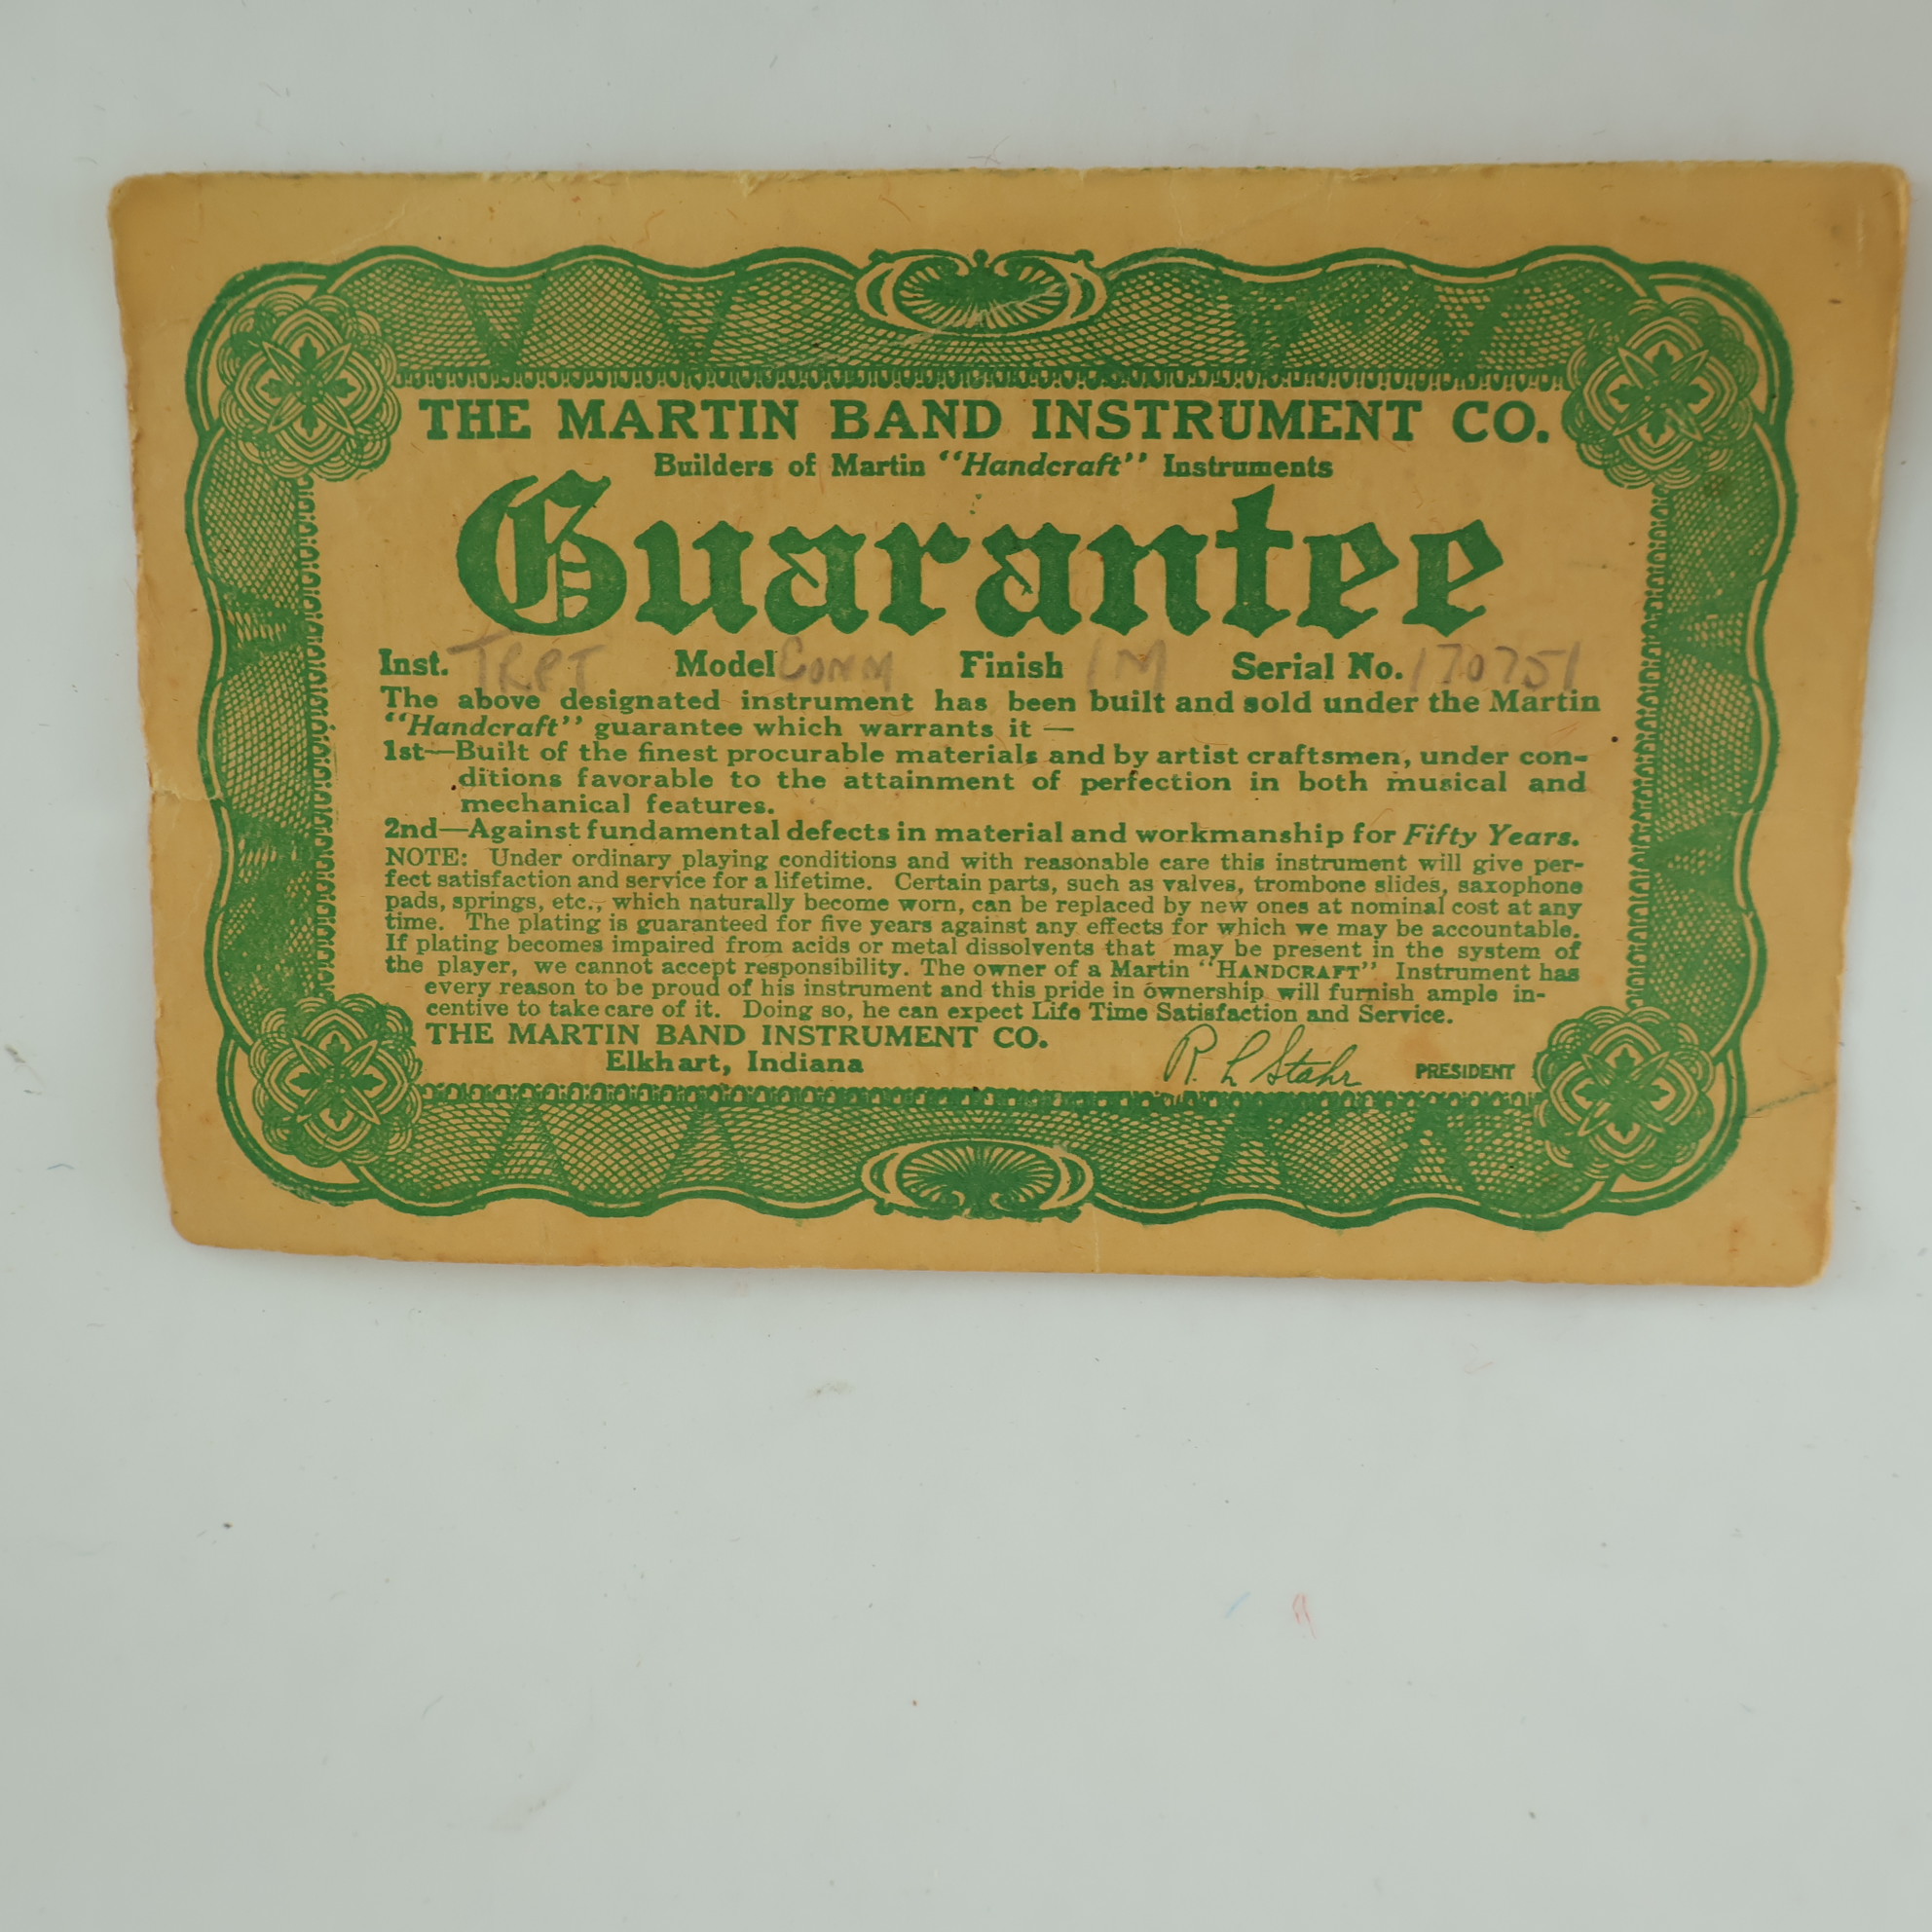 THE MARTIN BAND INSTRUMENT CO.
Builders of Martin "Handcraft" Instruments
Guarantee
Inst. TRPT Model COMM Finish 1M Serial No. 170751
The above designated instrument has been built and sold under the Martin
"Handcraft" guarantee which warrants it —
1st—Built of the finest procurable materials and by artist craftsmen, under con-
ditions favorable to the attainment of perfection in both musical and
mechanical features.
2nd—Against fundamental defects in material and workmanship for Fifty Years.
NOTE: Under ordinary playing conditions and with reasonable care this instrument will give per-
fect satisfaction and service for a lifetime. Certain parts, such as valves, trombone slides, saxophone
pads, springs, etc., which naturally become worn, can be replaced by new ones at nominal cost at any
time. The plating is guaranteed for five years against any effects for which we may be accountable.
If plating becomes impaired from acids or metal dissolvents that may be present in the system of
the player, we cannot accept responsibility. The owner of a Martin "HANDCRAFT" Instrument has
every reason to be proud of his instrument and this pride in ownership will furnish ample in-
centive to take care of it. Doing so, he can expect Life Time Satisfaction and Service.
THE MARTIN BAND INSTRUMENT CO.
Elkhart, Indiana R. L Stahr PRESIDENT